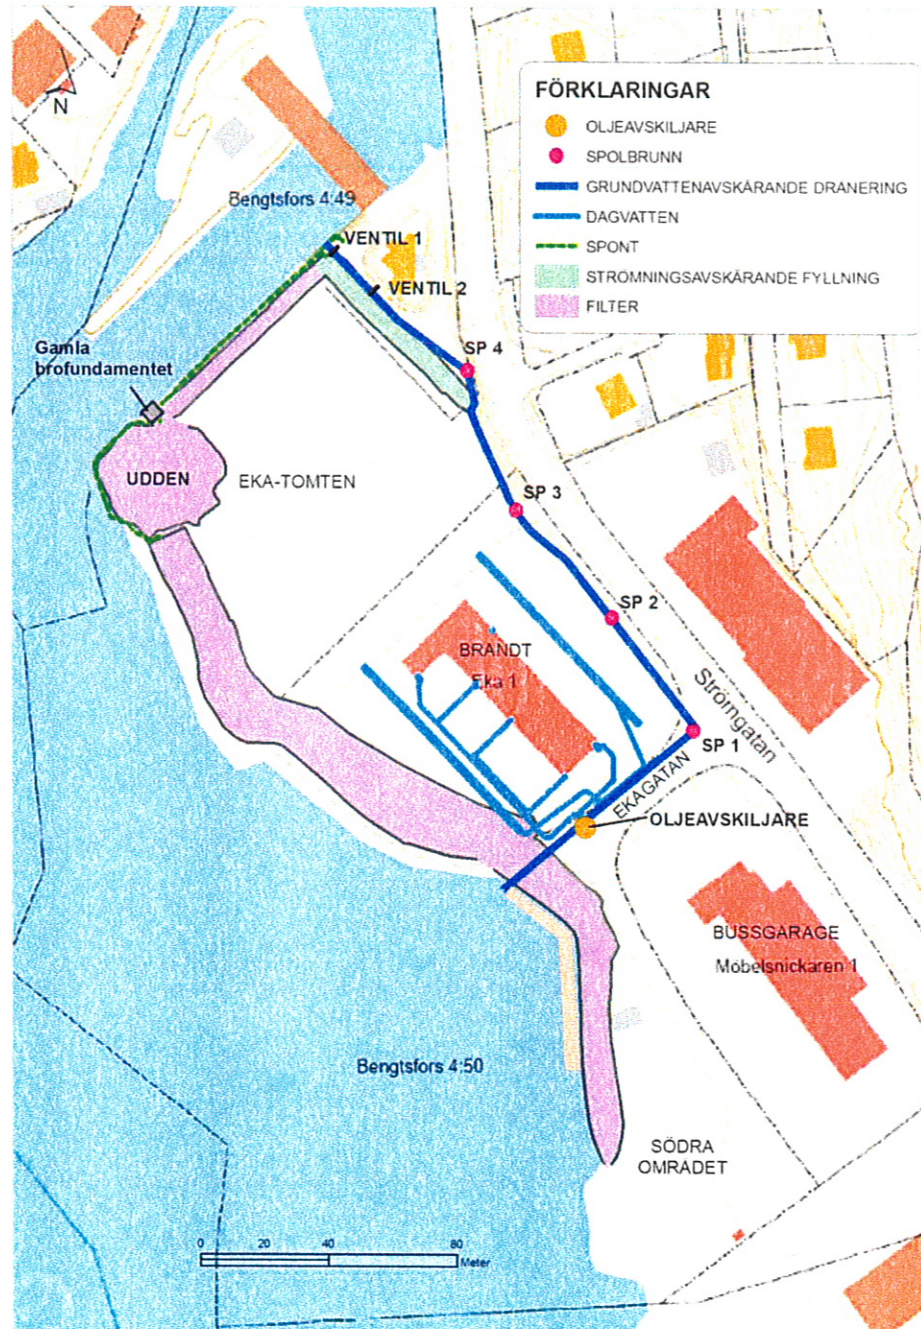 N
FÖRKLARINGAR
OLJEAVSKILJARE
SPOLBRUNN
GRUNDVATTENAVSKÄRANDE DRANERING
DAGVATTEN
SPONT
STRÖMNINGSAVSKÄRANDE FYLLNING
FILTER
Bengtsfors 4:49
VENTIL 1
VENTIL 2
Gamla
brofundamentet
SP 4
UDDEN
EKA-TOMTEN
SP 3
SP 2
BRANDT
Eka 1
Strömgatan
SP 1
EKAGATAN
OLJEAVSKILJARE
BUSSGARAGE
Möbelsnickaren 1
Bengtsfors 4:50
SÖDRA
OMRÅDET
0 20 40 80
Meter